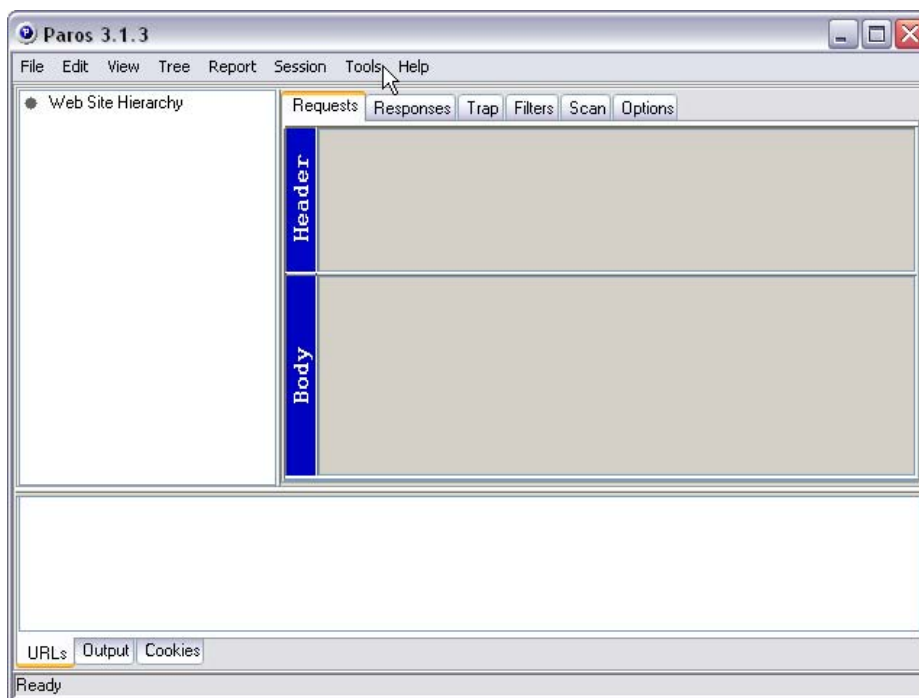 Paros 3.1.3
File Edit View Tree Report Session Tools Help
Web Site Hierarchy
Requests Responses Trap Filters Scan Options
Header
Body
URLs Output Cookies
Ready